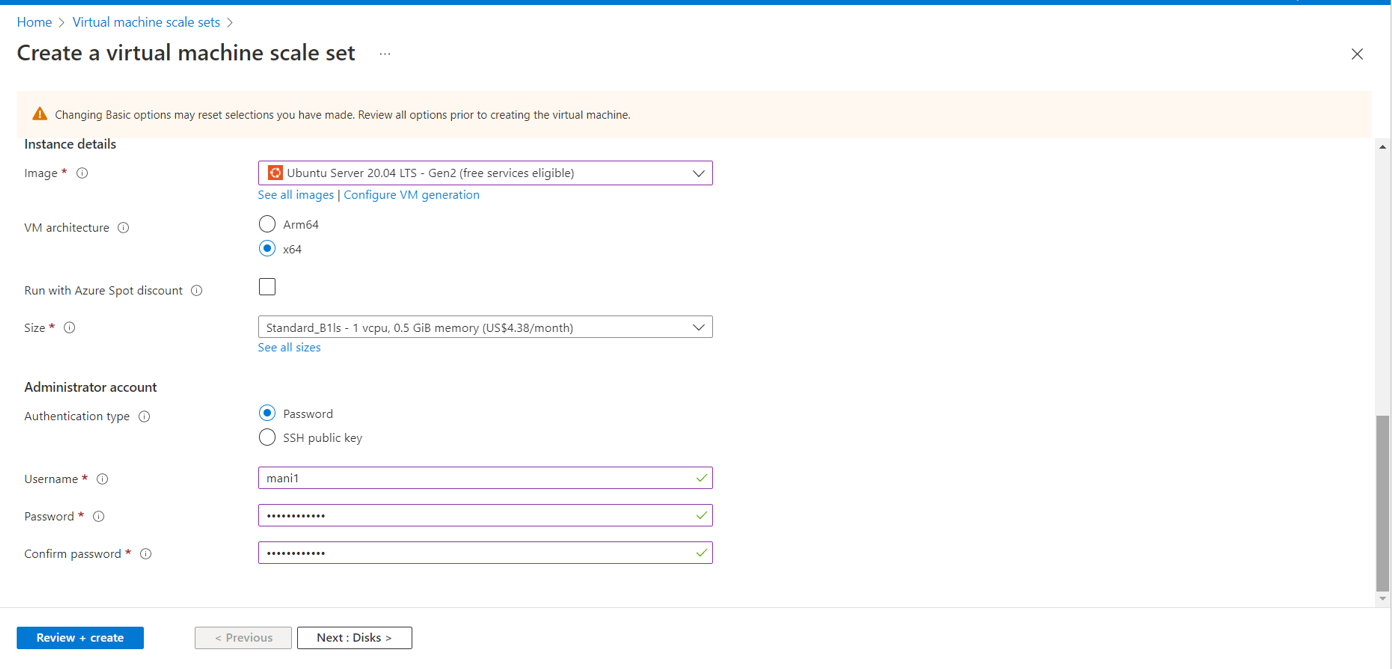 Home > Virtual machine scale sets >
Create a virtual machine scale set ...
Changing Basic options may reset selections you have made. Review all options prior to creating the virtual machine.
Instance details
Image *
Ubuntu Server 20.04 LTS - Gen2 (free services eligible)
See all images | Configure VM generation
VM architecture
Arm64
x64
Run with Azure Spot discount
Size *
Standard_B1ls - 1 vcpu, 0.5 GiB memory (US$4.38/month)
See all sizes
Administrator account
Authentication type
Password
SSH public key
Username *
mani1
Password *
••••••••••••
Confirm password *
••••••••••••
Review + create
< Previous
Next : Disks >